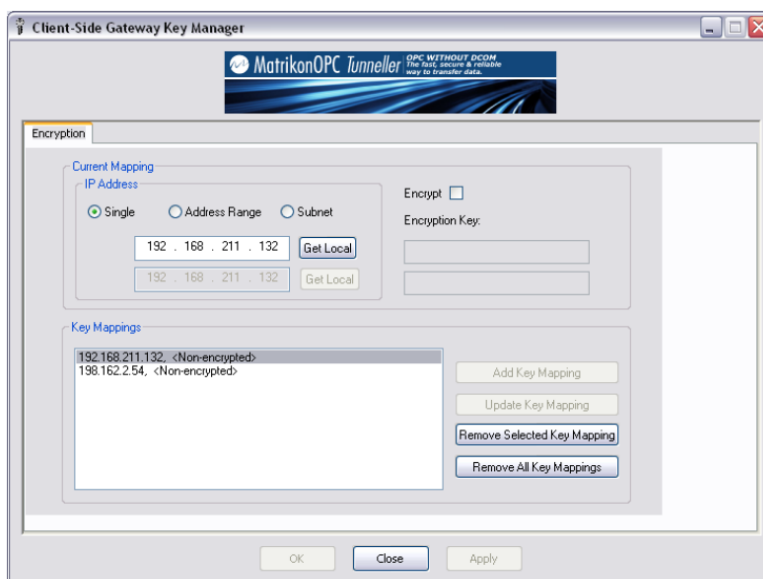 Client-Side Gateway Key Manager
MatrikonOPC Tunneller
OPC WITHOUT DCOM
The fast, secure & reliable
way to transfer data.
Encryption
Current Mapping
IP Address
Single Address Range Subnet
192 . 168 . 211 . 132 Get Local
192 . 168 . 211 . 132 Get Local
Encrypt
Encryption Key:
Key Mappings
192.168.211.132, <Non-encrypted>
198.162.2.54, <Non-encrypted>
Add Key Mapping
Update Key Mapping
Remove Selected Key Mapping
Remove All Key Mappings
OK Close Apply